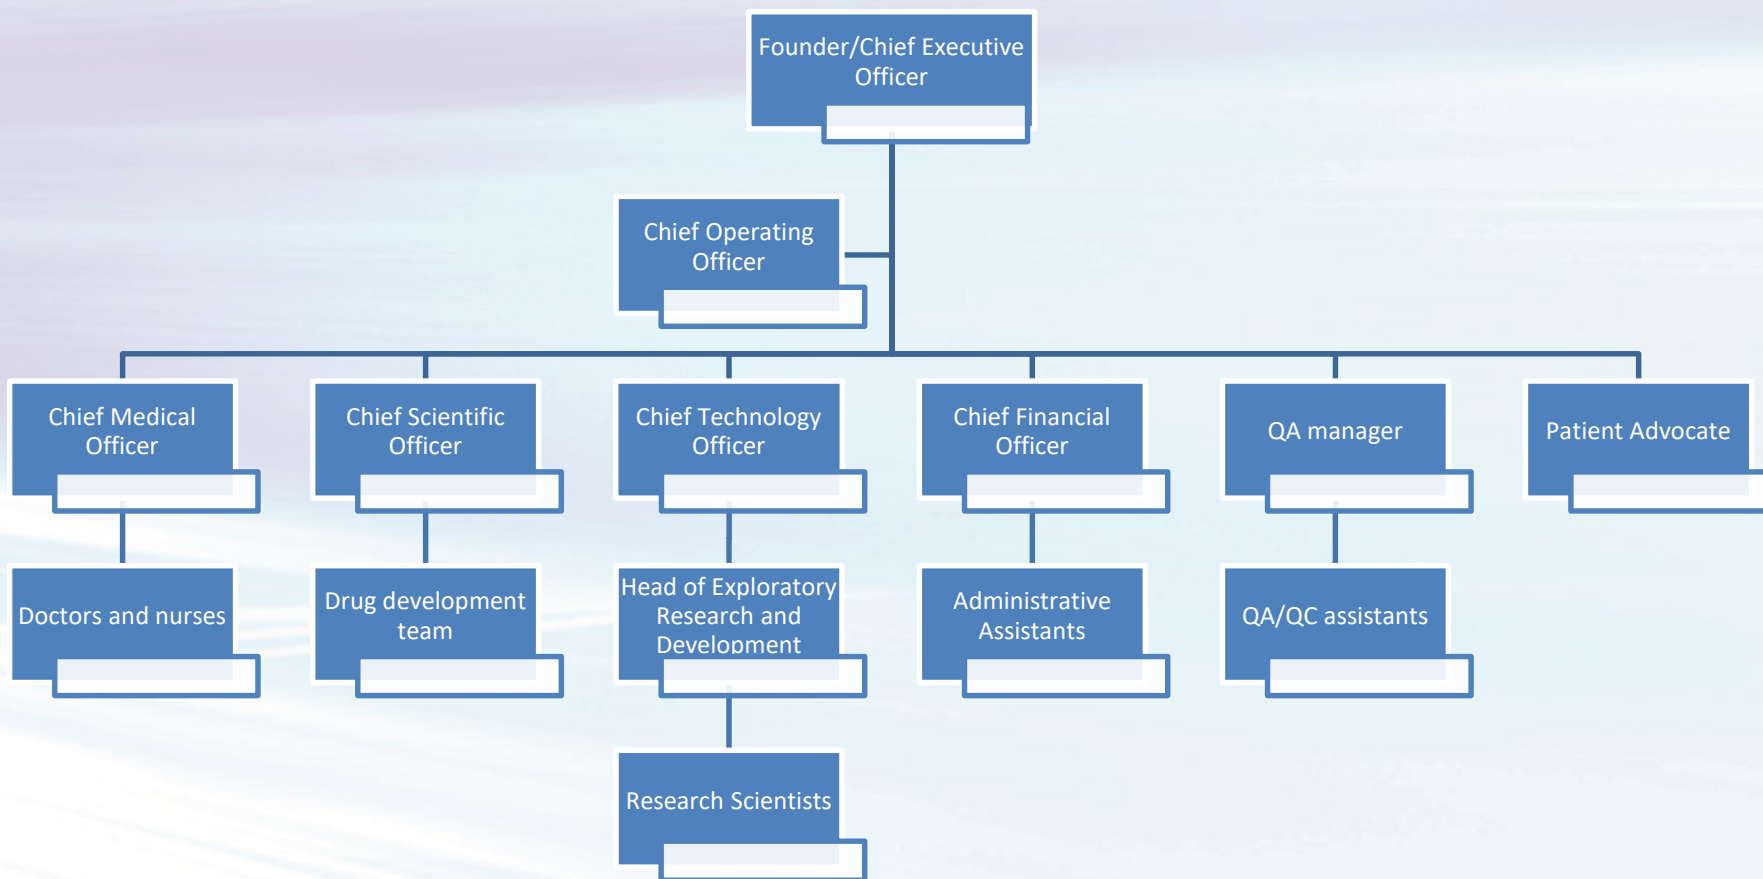 Founder/Chief Executive
Officer
Chief Operating
Officer
Chief Medical
Officer
Chief Scientific
Officer
Chief Technology
Officer
Chief Financial
Officer
QA manager
Patient Advocate
Doctors and nurses
Drug development
team
Head of Exploratory
Research and
Development
Administrative
Assistants
QA/QC assistants
Research Scientists